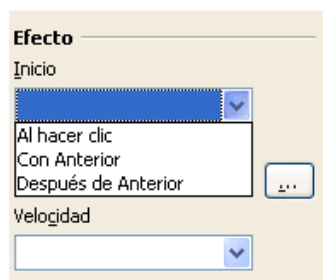 Efecto
Inicio
Al hacer clic
Con Anterior
Después de Anterior
...
Velocidad